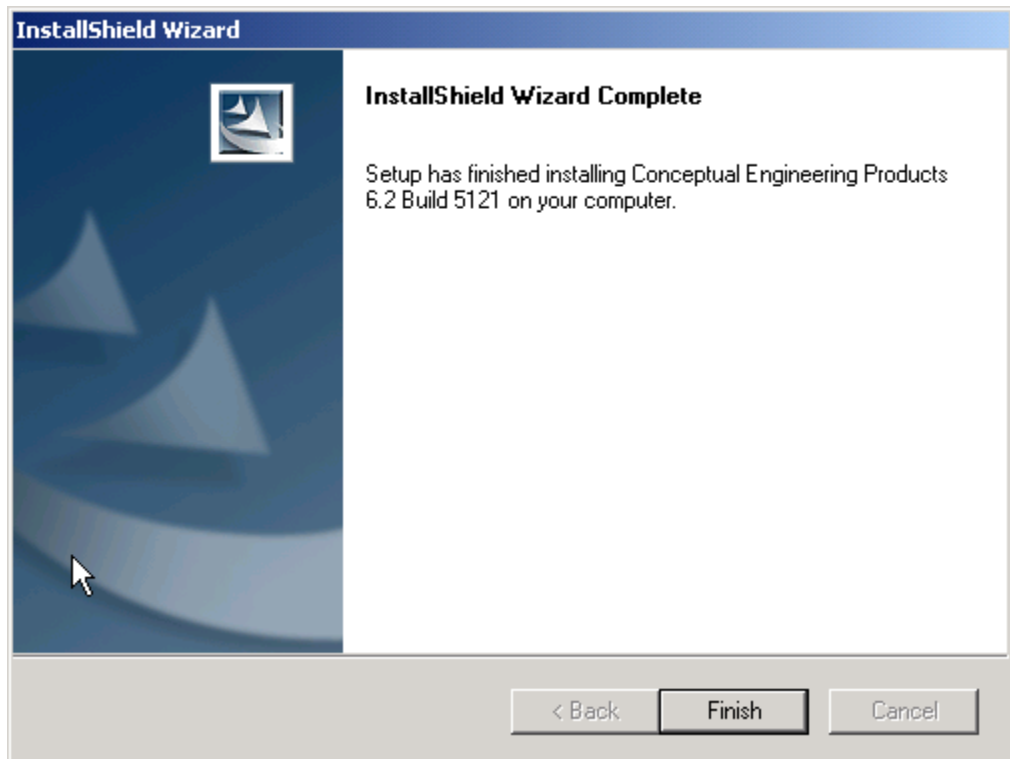 InstallShield Wizard
InstallShield Wizard Complete
Setup has finished installing Conceptual Engineering Products
6.2 Build 5121 on your computer.
< Back Finish Cancel